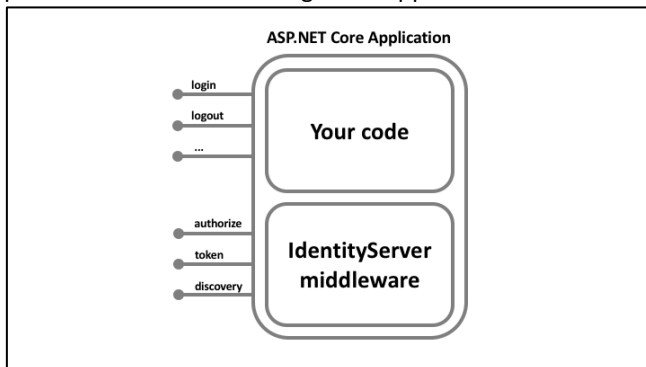 ASP.NET Core Application
login
logout
...
Your code
authorize
token
discovery
IdentityServer
middleware